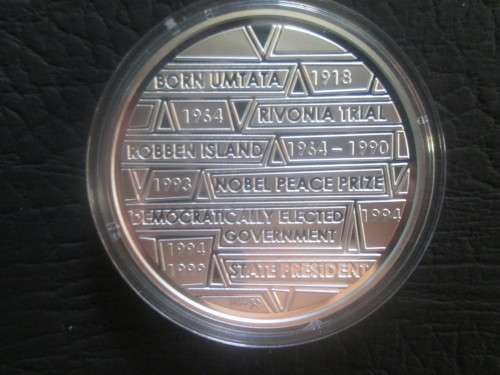 BORN UMTATA 1918
1964 RIVONIA TRIAL
ROBBEN ISLAND 1964 - 1990
1993 NOBEL PEACE PRIZE
DEMOCRATICALLY ELECTED 1994
GOVERNMENT
1994
1999 STATE PRESIDENT